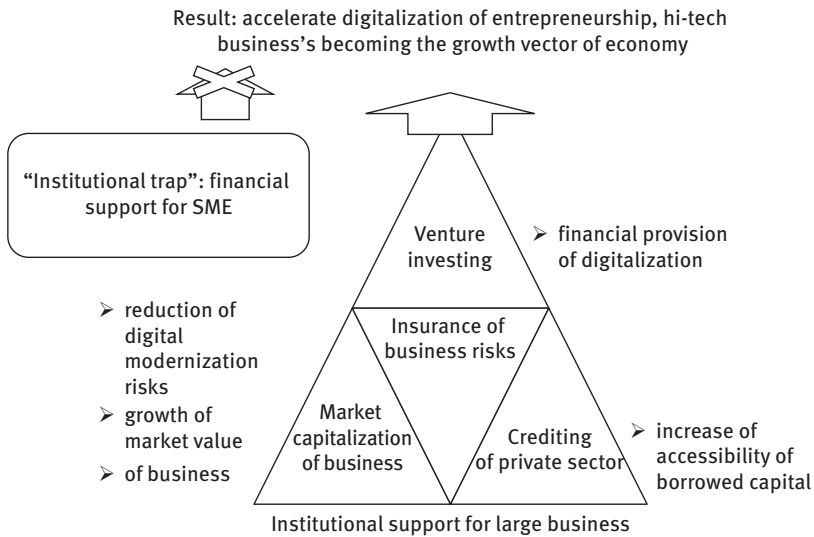 Result: accelerate digitalization of entrepreneurship, hi-tech
business’s becoming the growth vector of economy
“Institutional trap”: financial
support for SME
Venture
investing
➢ financial provision
of digitalization
➢ reduction of
digital
modernization
risks
➢ growth of
market value
➢ of business
Insurance of
business risks
Market
capitalization
of business
Crediting
of private sector
➢ increase of
accessibility of
borrowed capital
Institutional support for large business